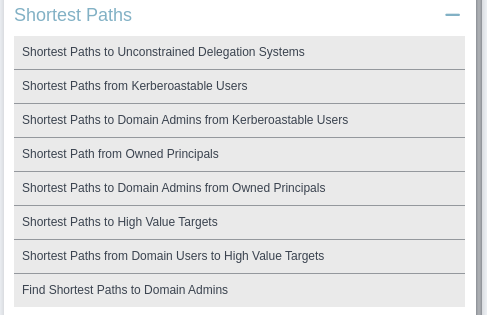 Shortest Paths
Shortest Paths to Unconstrained Delegation Systems
Shortest Paths from Kerberoastable Users
Shortest Paths to Domain Admins from Kerberoastable Users
Shortest Path from Owned Principals
Shortest Paths to Domain Admins from Owned Principals
Shortest Paths to High Value Targets
Shortest Paths from Domain Users to High Value Targets
Find Shortest Paths to Domain Admins